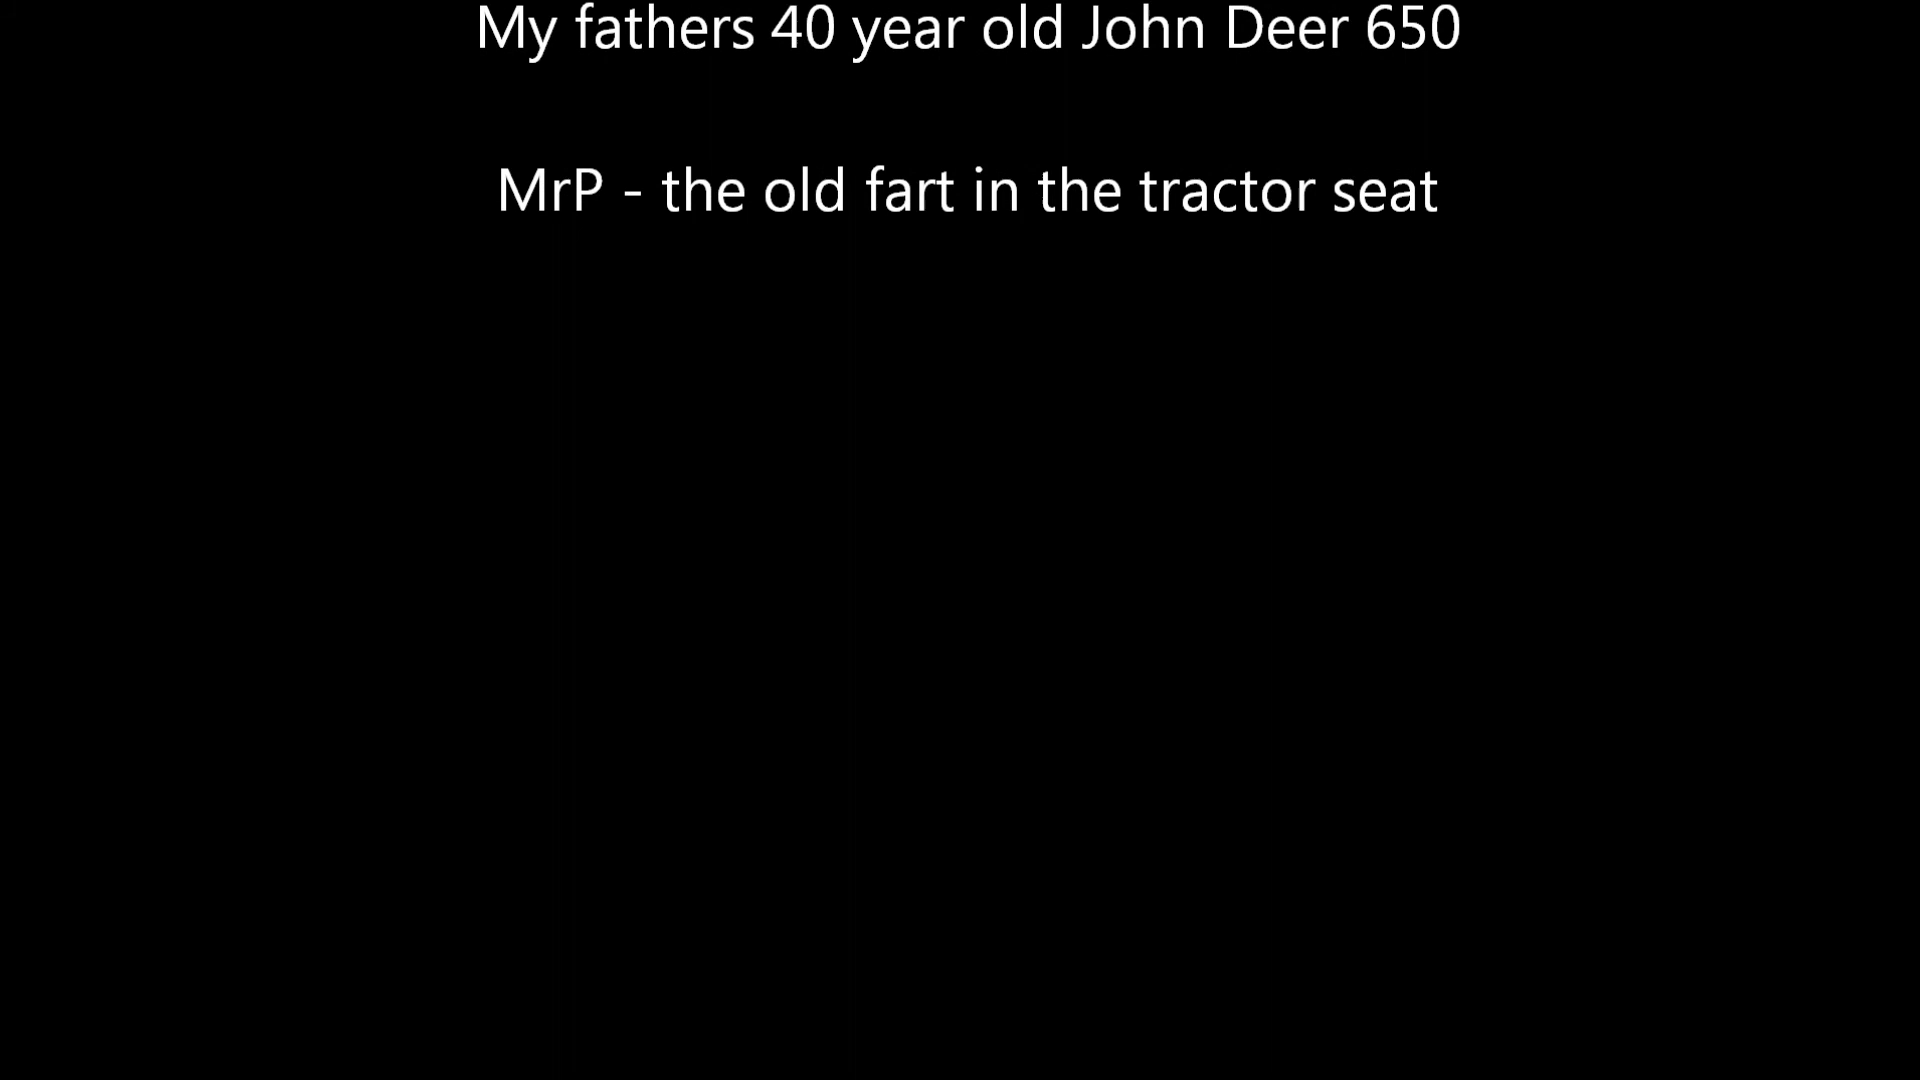 My fathers 40 year old John Deer 650
MrP - the old fart in the tractor seat